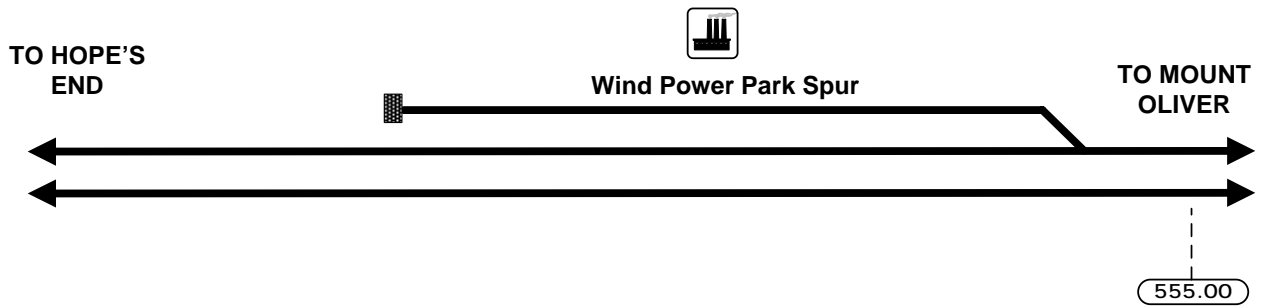 TO HOPE’S
END
Wind Power Park Spur
TO MOUNT
OLIVER
555.00